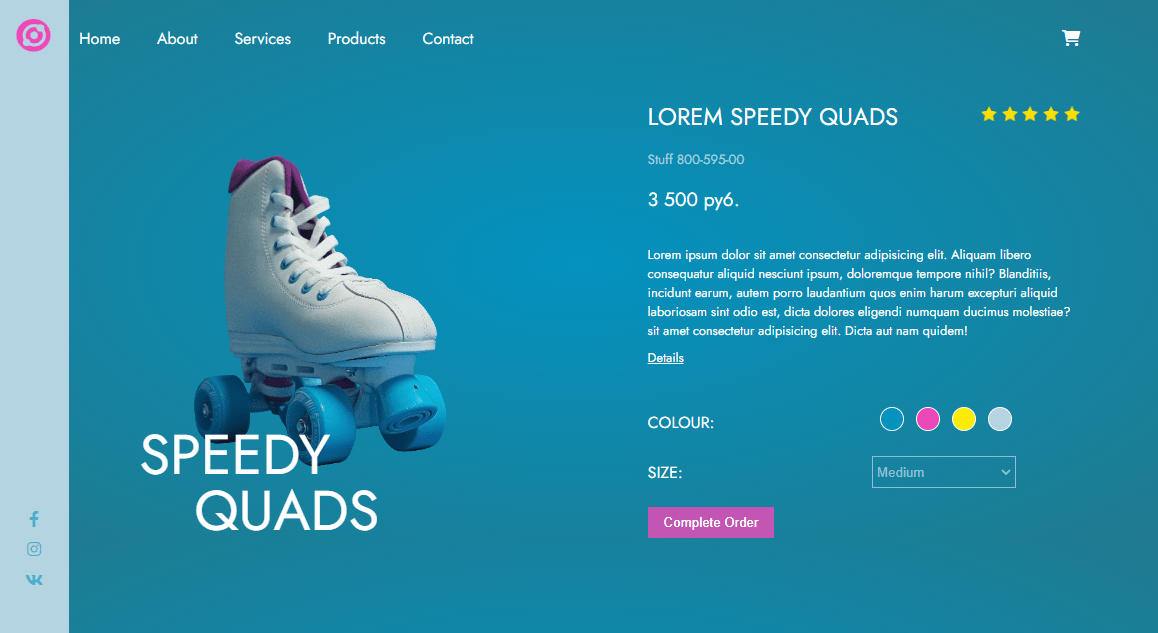 Home About Services Products Contact
LOREM SPEEDY QUADS
Stuff 800-595-00
3 500 руб.
Lorem ipsum dolor sit amet consectetur adipisicing elit. Aliquam libero
consequatur aliquid nesciunt ipsum, doloremque tempore nihil? Blanditiis,
incidunt earum, autem porro laudantium quos enim harum excepturi aliquid
laboriosam sint odio est, dicta dolores eligendi numquam ducimus molestiae?
sit amet consectetur adipisicing elit. Dicta aut nam quidem!
Details
COLOUR:
SIZE: Medium
Complete Order
SPEEDY
QUADS